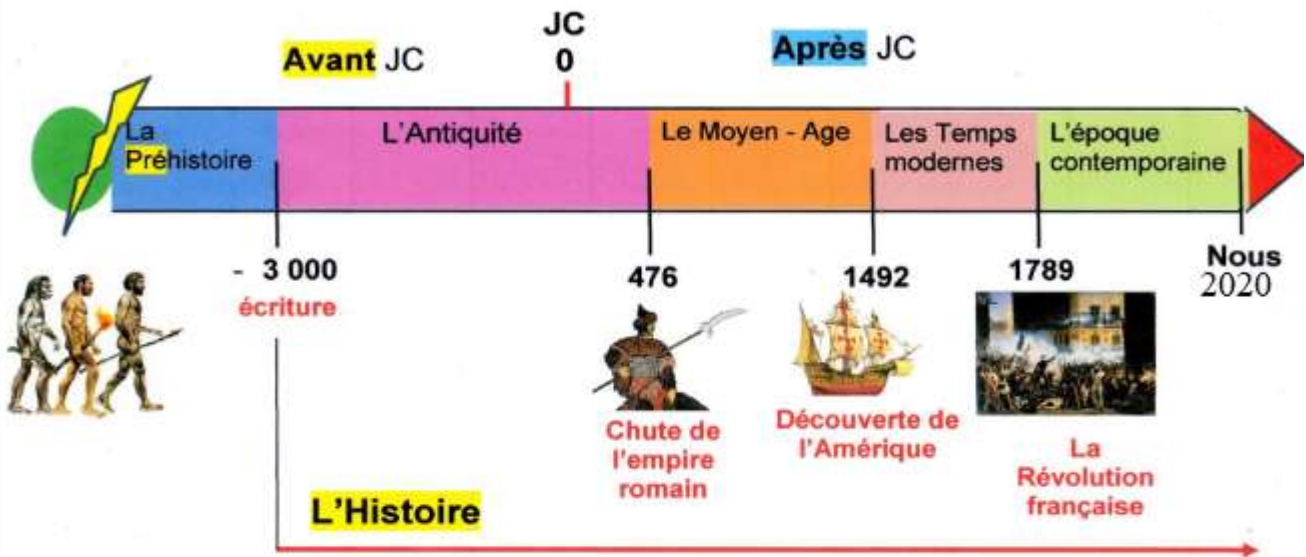 JC
0
Avant JC
Après JC
La
Préhistoire
L'Antiquité
Le Moyen - Age
Les Temps
modernes
L'époque
contemporaine
- 3 000
écriture
476
Chute de
l'empire
romain
1492
Découverte de
l'Amérique
1789
La
Révolution
française
Nous
2020
L'Histoire